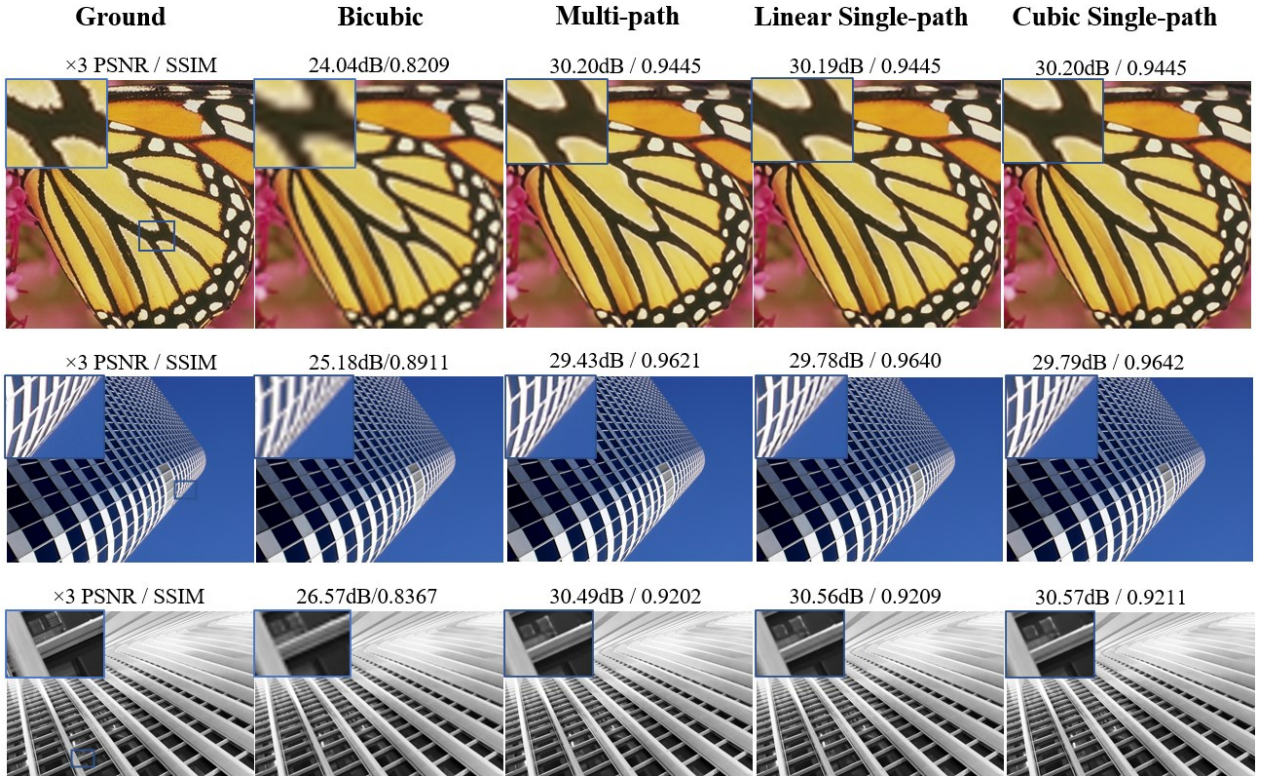 Ground Bicubic Multi-path Linear Single-path Cubic Single-path
×3 PSNR / SSIM 24.04dB/0.8209 30.20dB / 0.9445 30.19dB / 0.9445 30.20dB / 0.9445
×3 PSNR / SSIM 25.18dB/0.8911 29.43dB / 0.9621 29.78dB / 0.9640 29.79dB / 0.9642
×3 PSNR / SSIM 26.57dB/0.8367 30.49dB / 0.9202 30.56dB / 0.9209 30.57dB / 0.9211